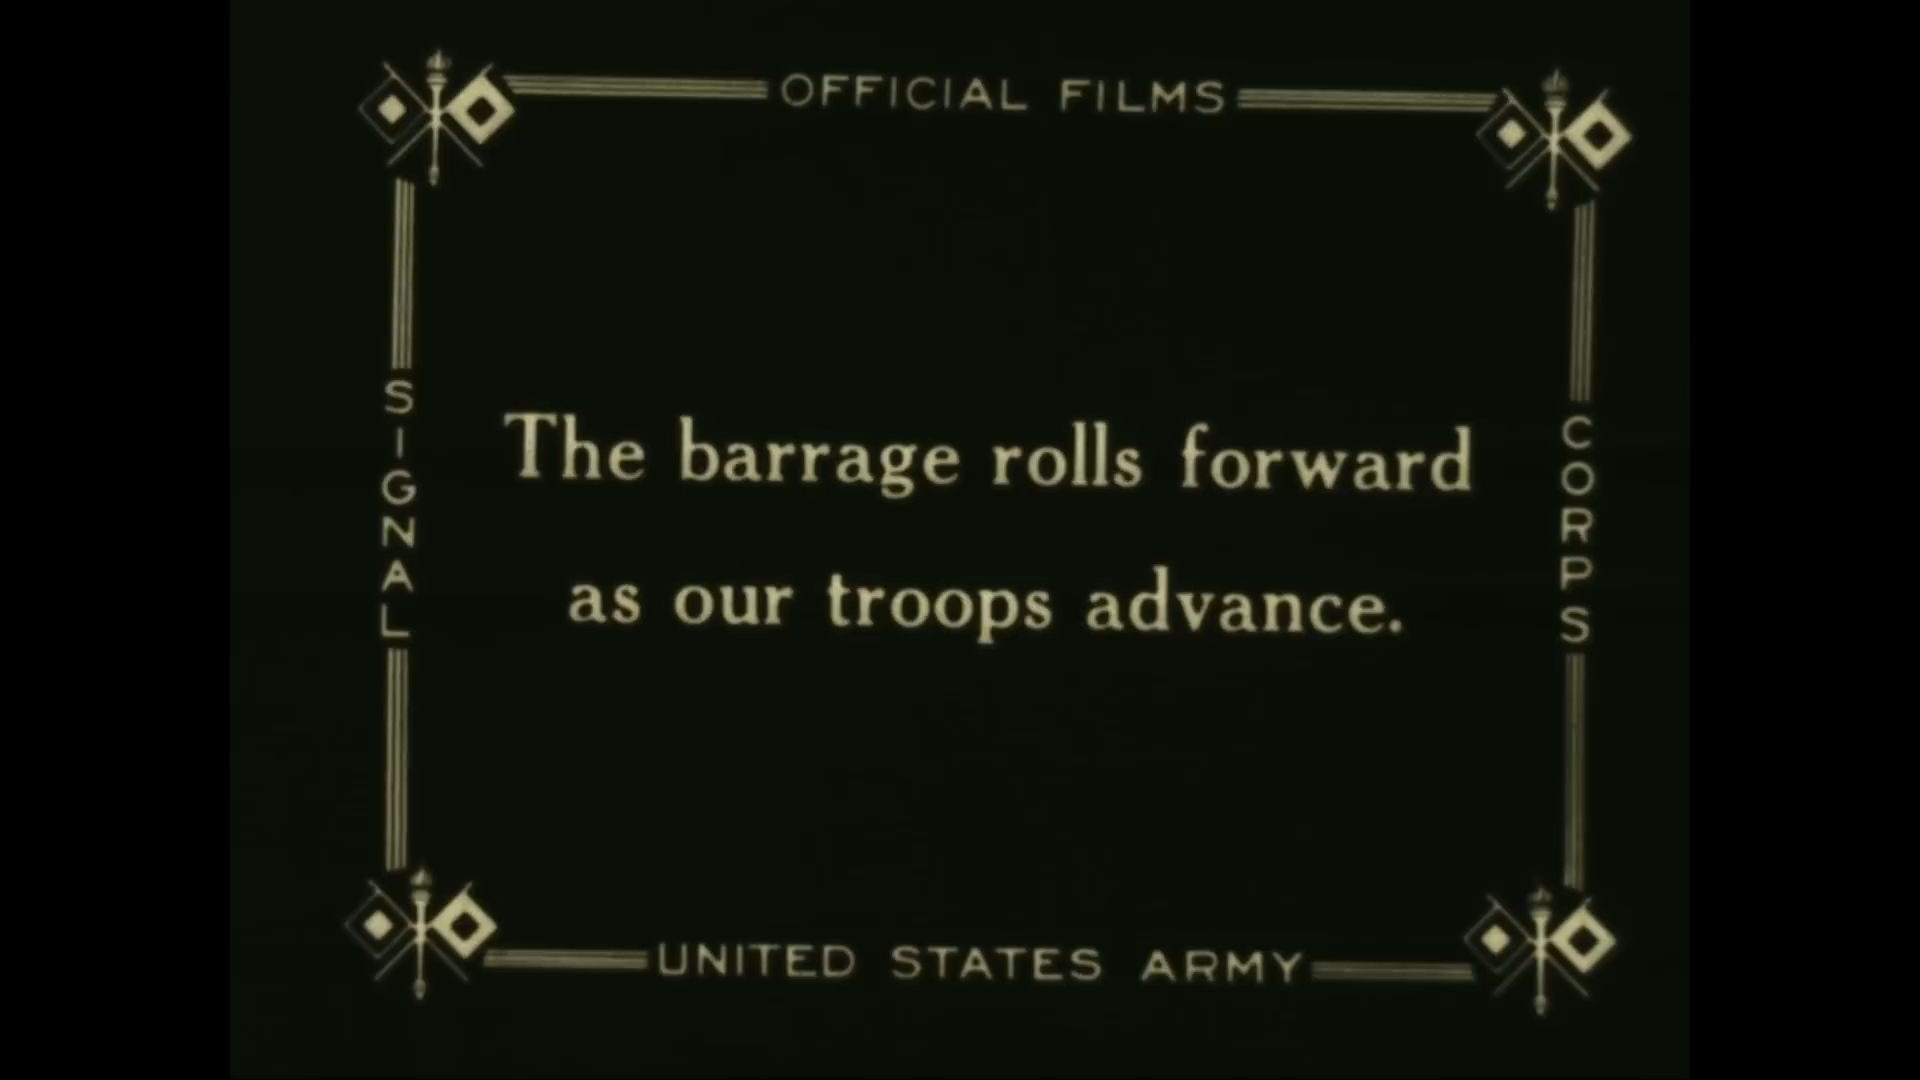 OFFICIAL FILMS
SIGNAL
The barrage rolls forward
as our troops advance.
CORPS
UNITED STATES ARMY